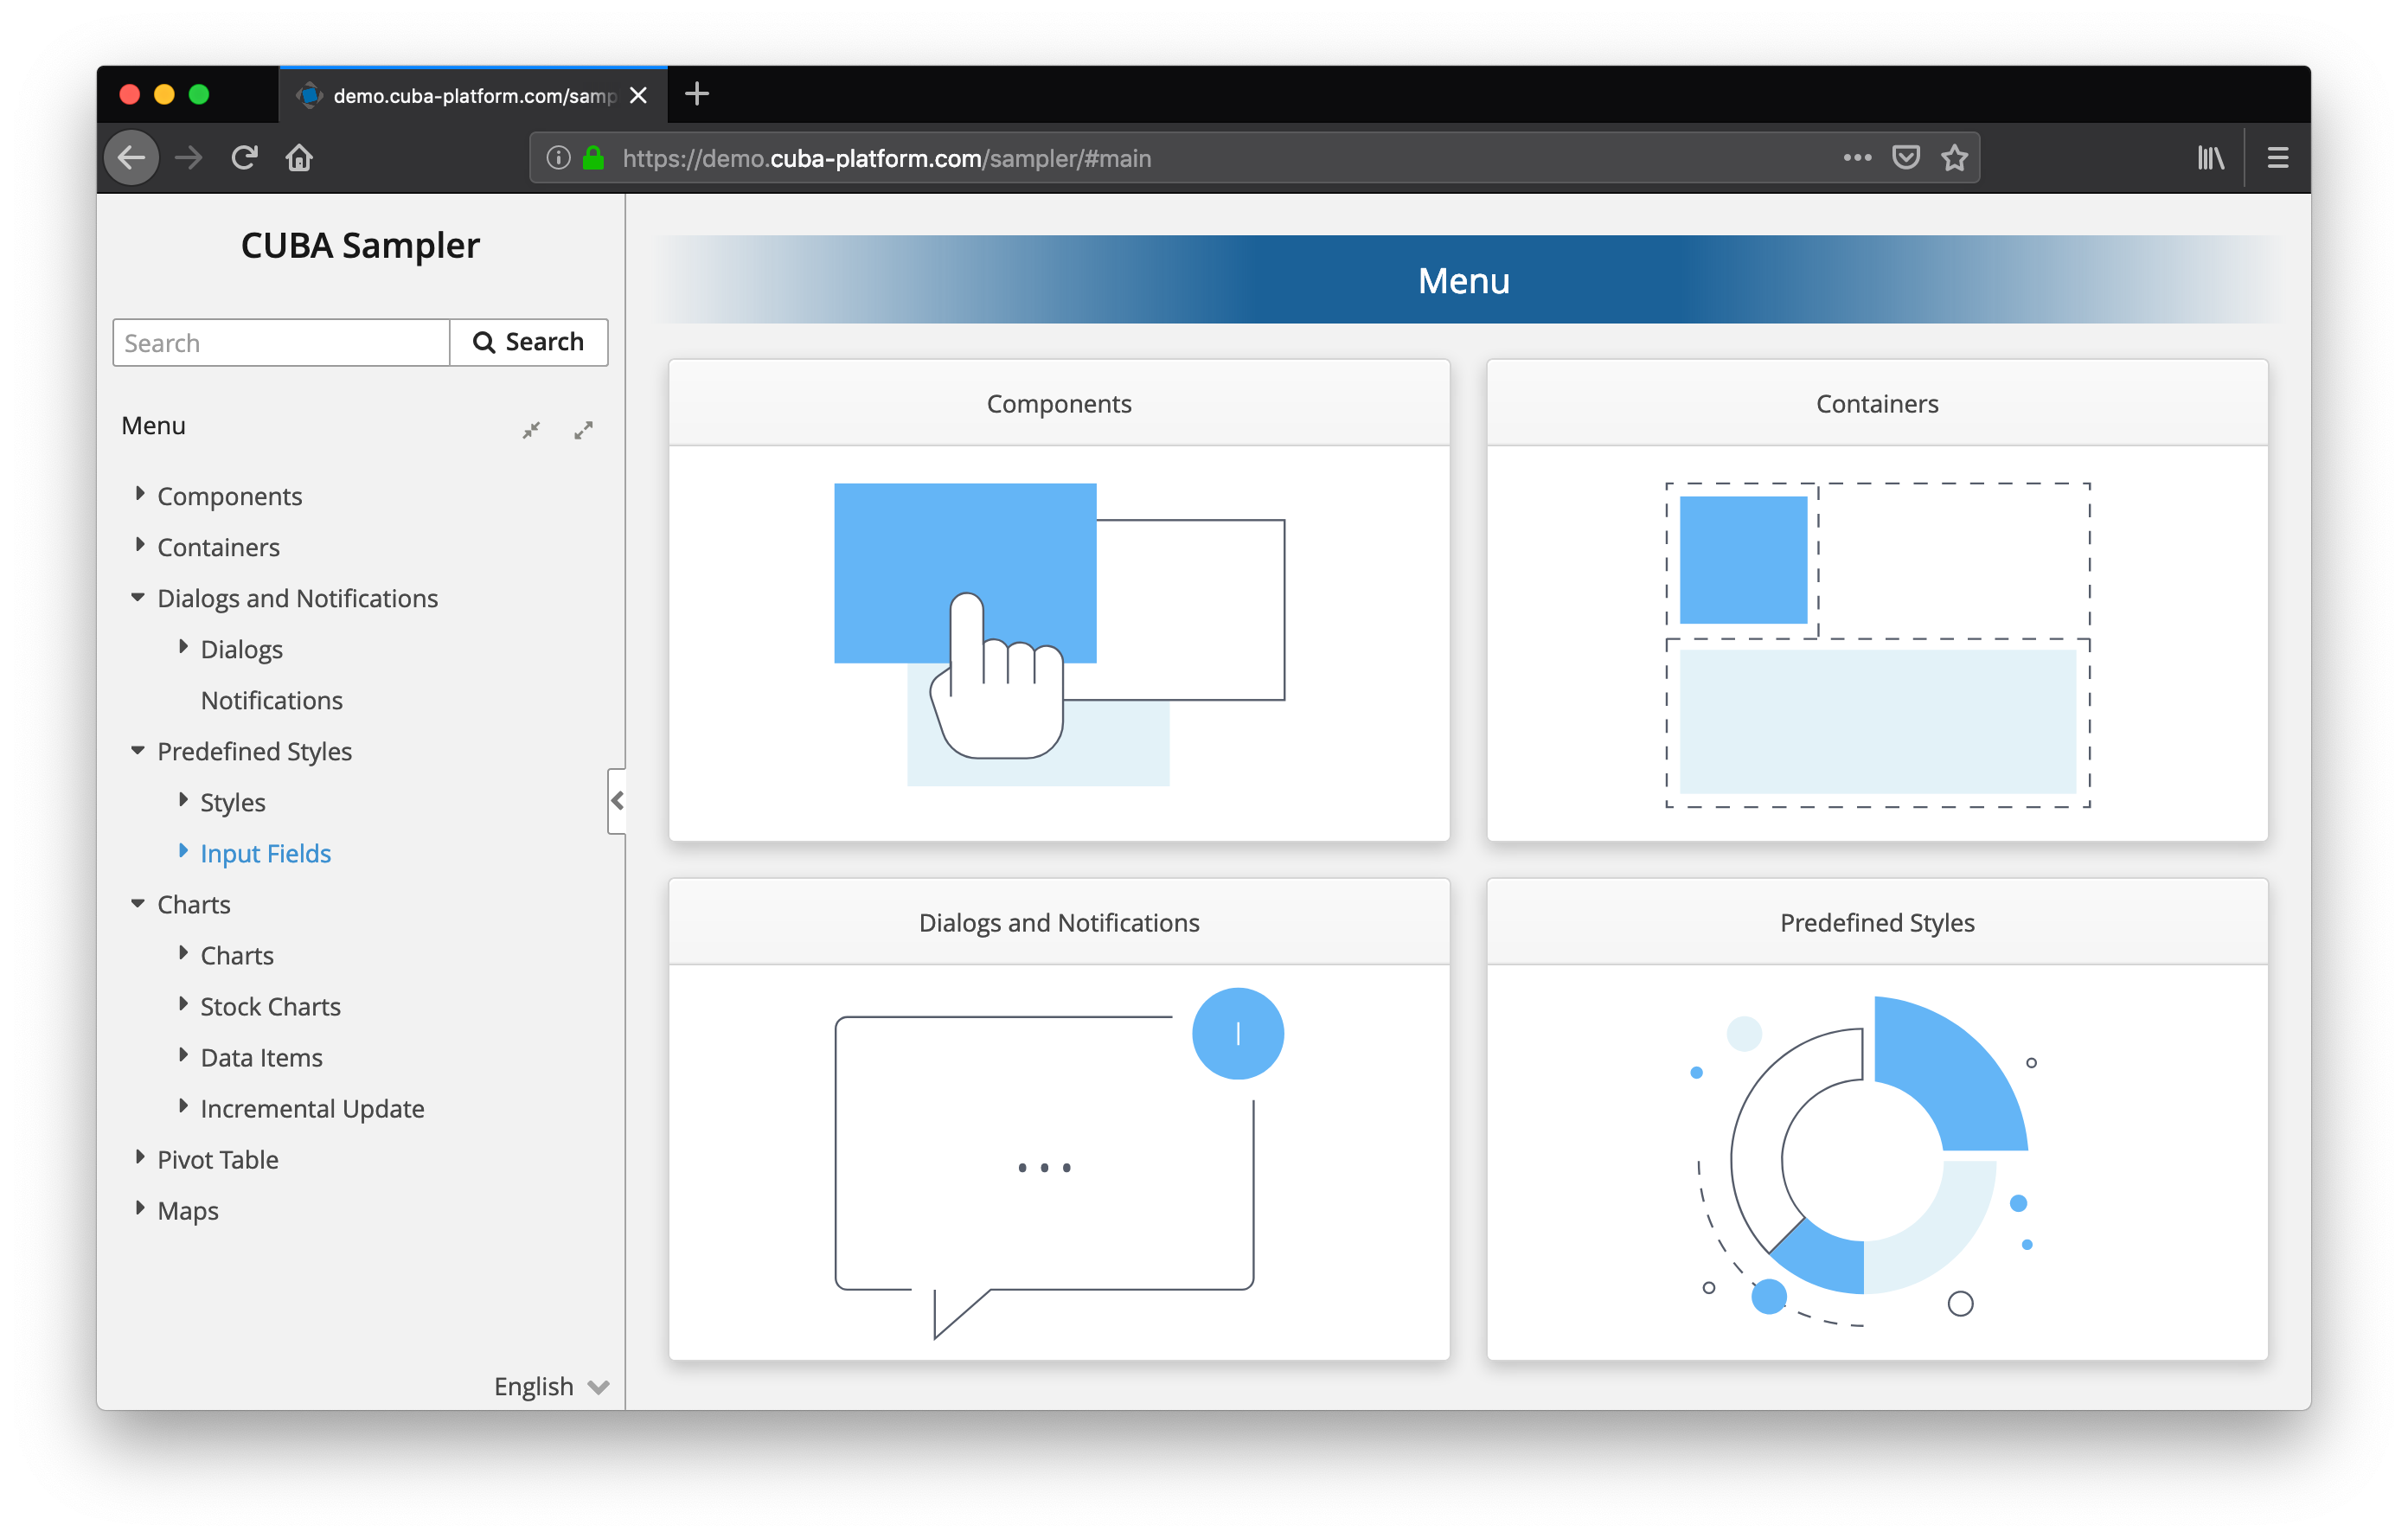 demo.cuba-platform.com/samp
https://demo.cuba-platform.com/sampler/#main
CUBA Sampler
Search
Search
Menu
Components
Containers
Dialogs and Notifications
Dialogs
Notifications
Predefined Styles
Styles
Input Fields
Charts
Charts
Stock Charts
Data Items
Incremental Update
Pivot Table
Maps
English
Menu
Components
Containers
Dialogs and Notifications
Predefined Styles